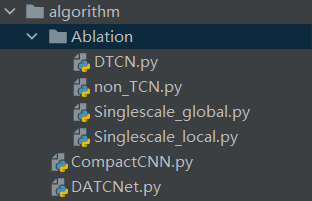 algorithm
Ablation
DTCN.py
non_TCN.py
Singlescale_global.py
Singlescale_local.py
CompactCNN.py
DATCNet.py